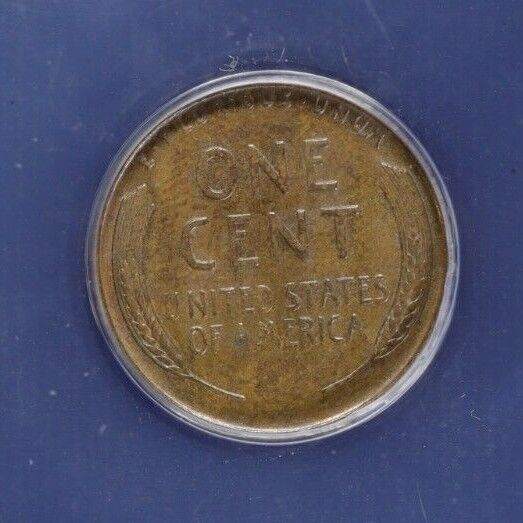 ONE
CENT
UNITED STATES
OF AMERICA